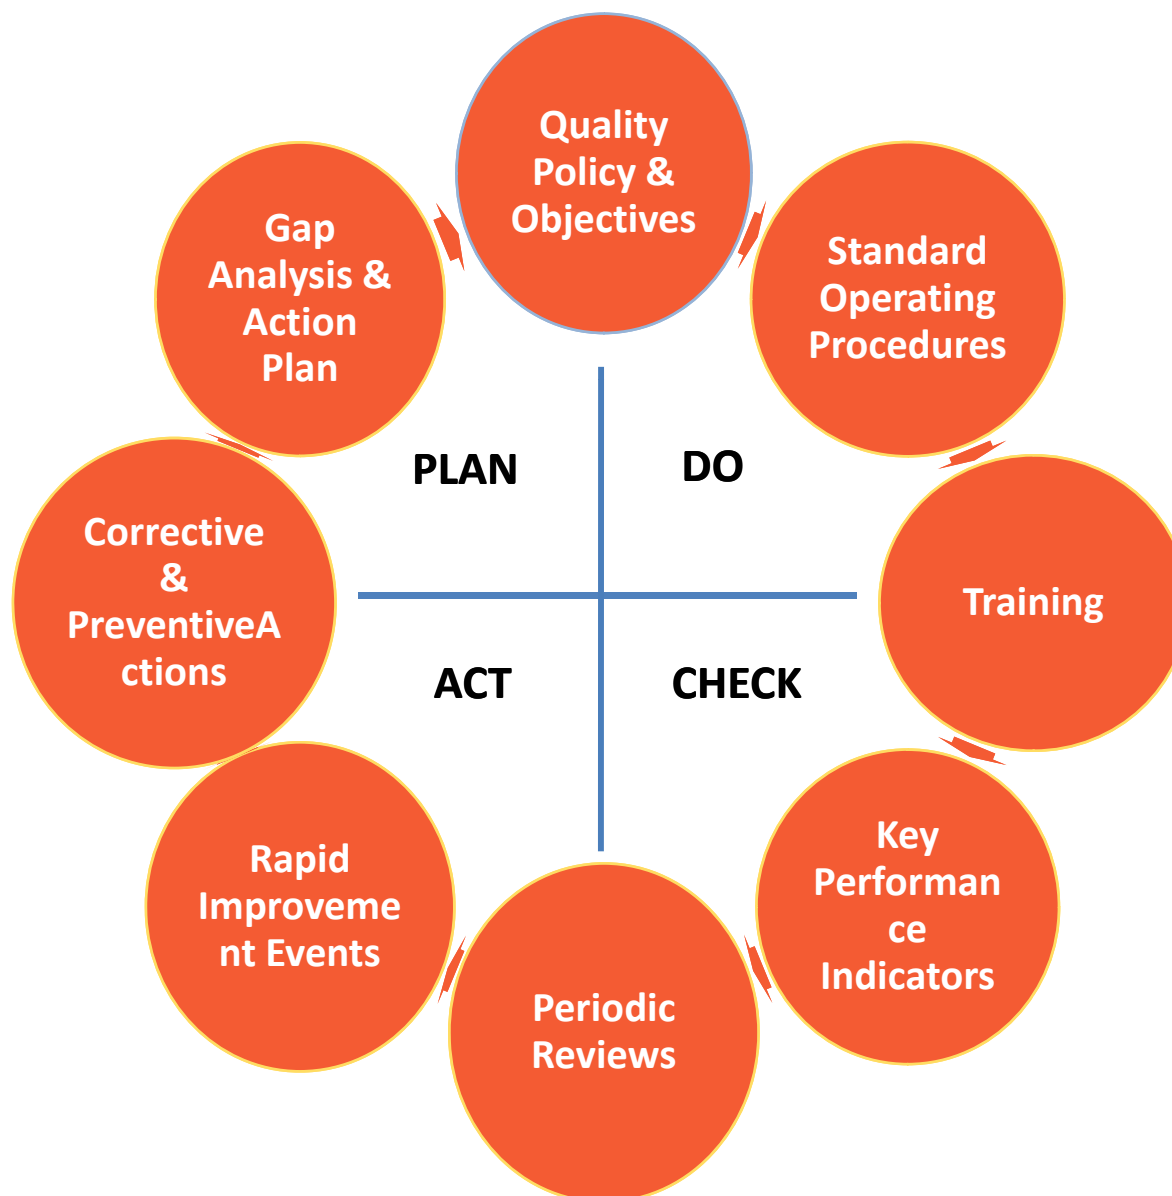 Quality
Policy &
Objectives
Gap
Analysis &
Action
Plan
Standard
Operating
Procedures
PLAN
DO
Corrective
&
PreventiveA
ctions
Training
ACT
CHECK
Rapid
Improveme
nt Events
Key
Performan
ce
Indicators
Periodic
Reviews